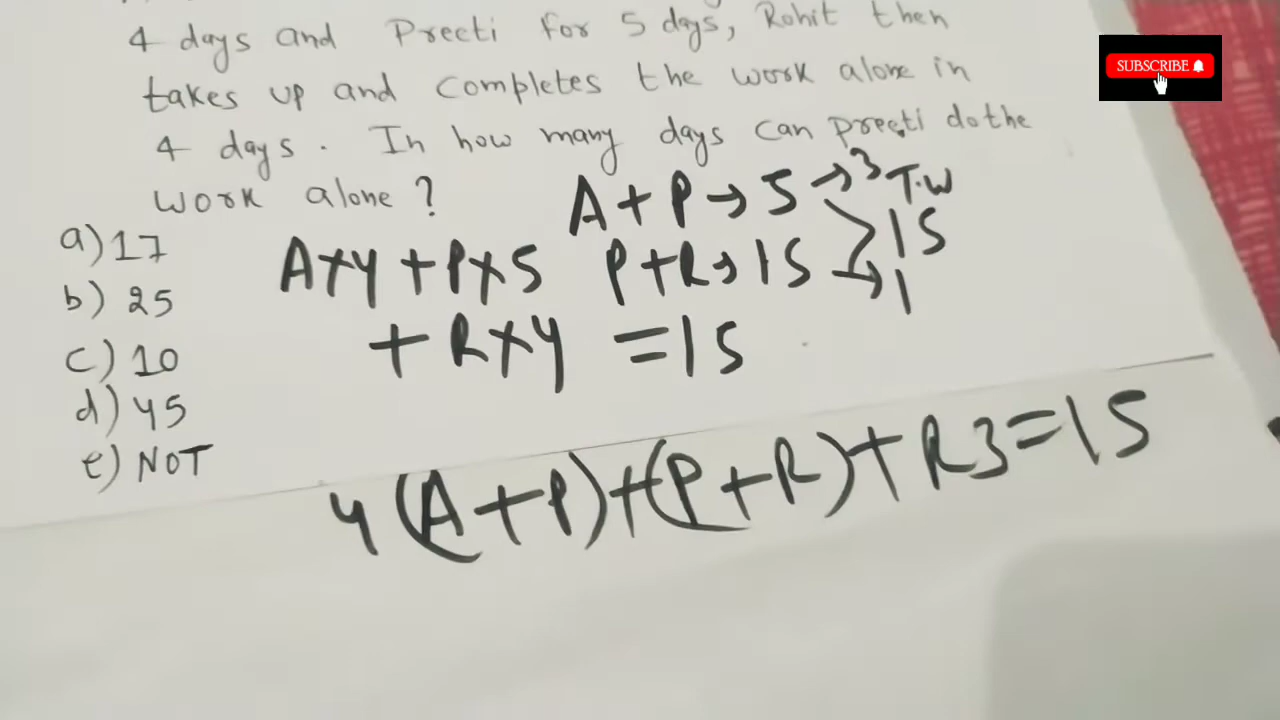 4 days and Preeti for 5 days, Rohit then
SUBSCRIBE
takes up and completes the work alone in
4 days. In how many days can preeti do the
work alone ?
A + P → 5 → 3 T.W
a) 17
A×4 + P×5 P+R→ 15 → 1 15
b) 25
+ R×4 = 15
c) 10
d) 45
e) NOT
4(A+P)+(P+R)+R3=15